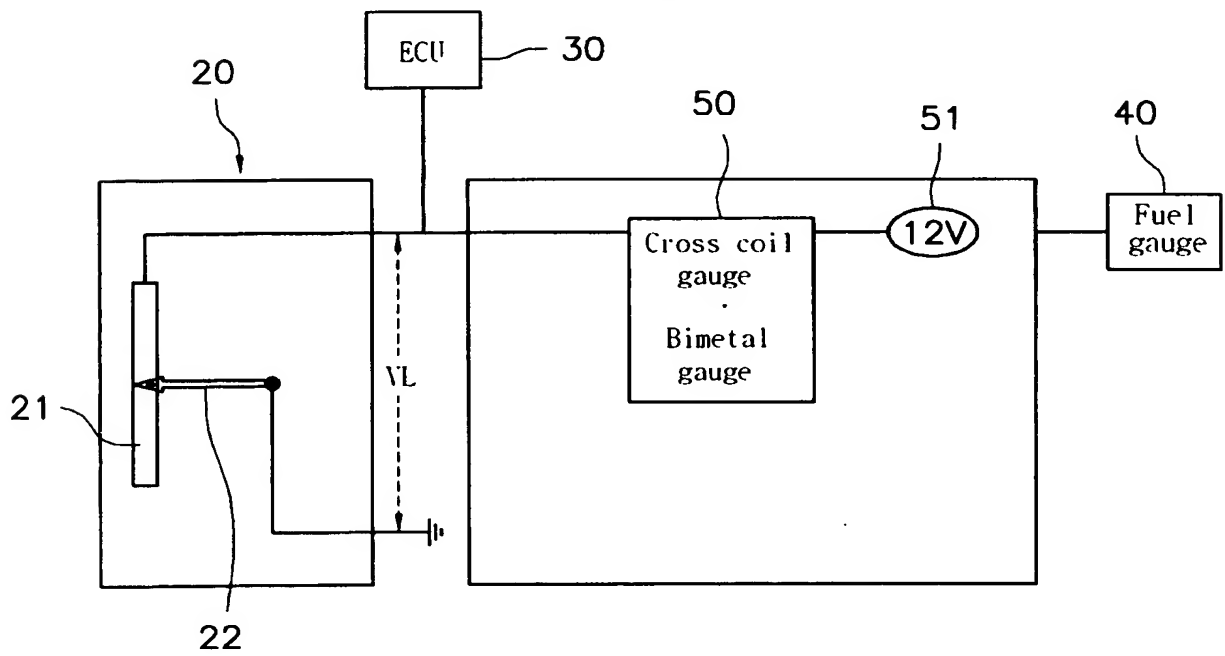 ECU
30
20
50
51
40
Cross coil
gauge
.
Bimetal
gauge
12V
Fuel
gauge
VL
21
22